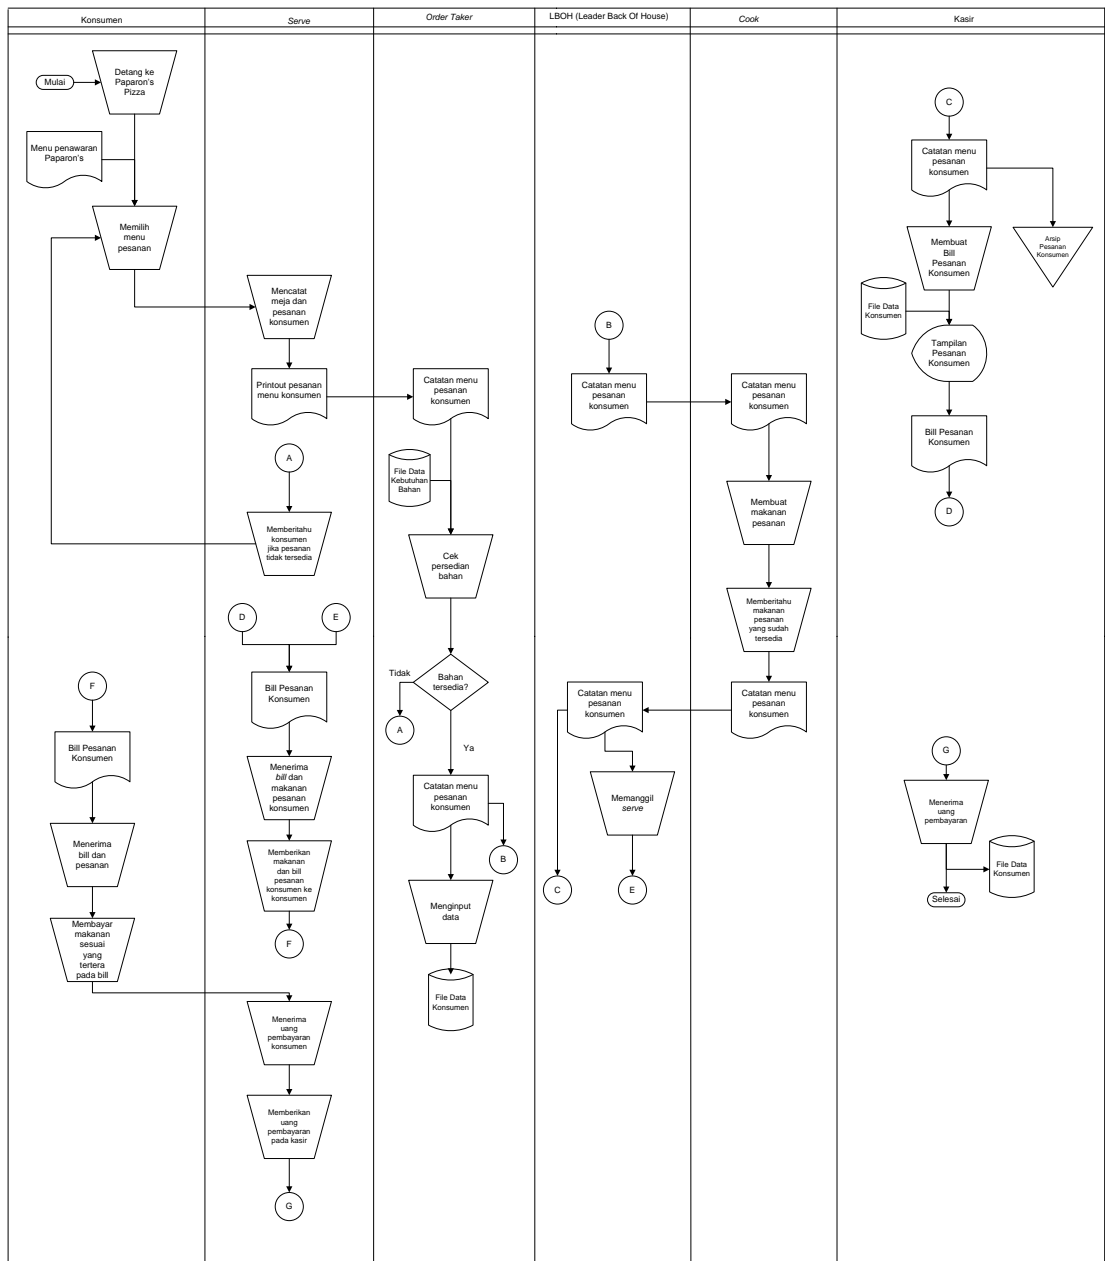 Konsumen
Serve
Order Taker
LBOH (Leader Back Of House)
Cook
Kasir
Mulai
Detang ke
Paparon's
Pizza
Menu penawaran
Paparon's
Memilih
menu
pesanan
Mencatat
meja dan
pesanan
konsumen
Printout pesanan
menu konsumen
A
Memberitahu
konsumen
jika pesanan
tidak tersedia
D
E
Bill Pesanan
Konsumen
Menerima
bill dan
makanan
pesanan
konsumen
Memberikan
makanan
dan bill
pesanan
konsumen ke
konsumen
F
F
Bill Pesanan
Konsumen
Menerima
bill dan
pesanan
Membayar
makanan
sesuai
yang
tertera
pada bill
Menerima
uang
pembayaran
konsumen
Memberikan
uang
pembayaran
pada kasir
G
Catatan menu
pesanan
konsumen
File Data
Kebutuhan
Bahan
Cek
persedian
bahan
Bahan
tersedia?
Tidak
A
Ya
Catatan menu
pesanan
konsumen
B
Menginput
data
File Data
Konsumen
B
Catatan menu
pesanan
konsumen
Catatan menu
pesanan
konsumen
Membuat
makanan
pesanan
Memberitahu
makanan
pesanan
yang sudah
tersedia
Catatan menu
pesanan
konsumen
Catatan menu
pesanan
konsumen
Memanggil
serve
C
E
C
Catatan menu
pesanan
konsumen
Arsip
Pesanan
Konsumen
Membuat
Bill
Pesanan
Konsumen
File Data
Konsumen
Tampilan
Pesanan
Konsumen
Bill Pesanan
Konsumen
D
G
Menerima
uang
pembayaran
File Data
Konsumen
Selesai